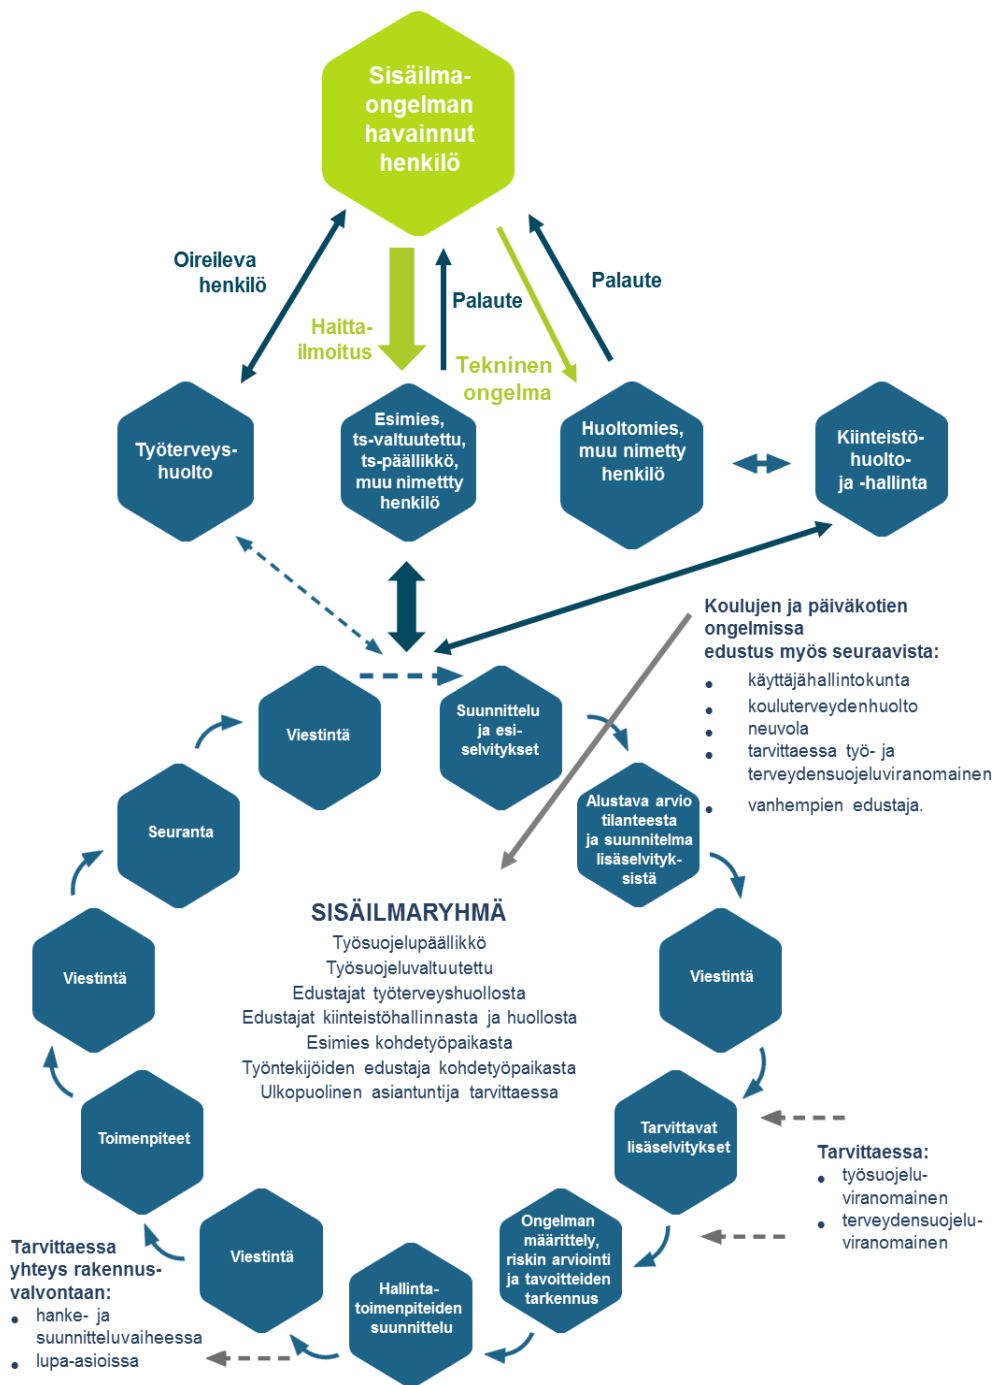 Sisäilma-
ongelman
havainnut
henkilö
Oireileva
henkilö
Haitta-
ilmoitus
Palaute
Tekninen
ongelma
Palaute
Työterveys-
huolto
Esimies,
ts-valtuutettu,
ts-päällikkö,
muu nimettty
henkilö
Huoltomies,
muu nimetty
henkilö
Kiinteistö-
huolto-
ja -hallinta
Koulujen ja päiväkotien
ongelmissa
edustus myös seuraavista:
• käyttäjähallintokunta
• kouluterveydenhuolto
• neuvola
• tarvittaessa työ- ja
terveydensuojeluviranomainen
• vanhempien edustaja.
Viestintä
Suunnittelu
ja esi-
selvitykset
Alustava arvio
tilanteesta
ja suunnitelma
lisäselvityk-
sistä
Viestintä
Tarvittavat
lisäselvitykset
Tarvittaessa:
• työsuojelu-
viranomainen
• terveydensuojelu-
viranomainen
Ongelman
määrittely,
riskin arviointi
ja tavoitteiden
tarkennus
Hallinta-
toimenpiteiden
suunnittelu
Viestintä
Tarvittaessa
yhteys rakennus-
valvontaan:
• hanke- ja
suunnitteluvaiheessa
• lupa-asioissa
Toimenpiteet
Viestintä
Seuranta
SISÄILMARYHMÄ
Työsuojelupäällikkö
Työsuojeluvaltuutettu
Edustajat työterveyshuollosta
Edustajat kiinteistöhallinnasta ja huollosta
Esimies kohdetyöpaikasta
Työntekijöiden edustaja kohdetyöpaikasta
Ulkopuolinen asiantuntija tarvittaessa